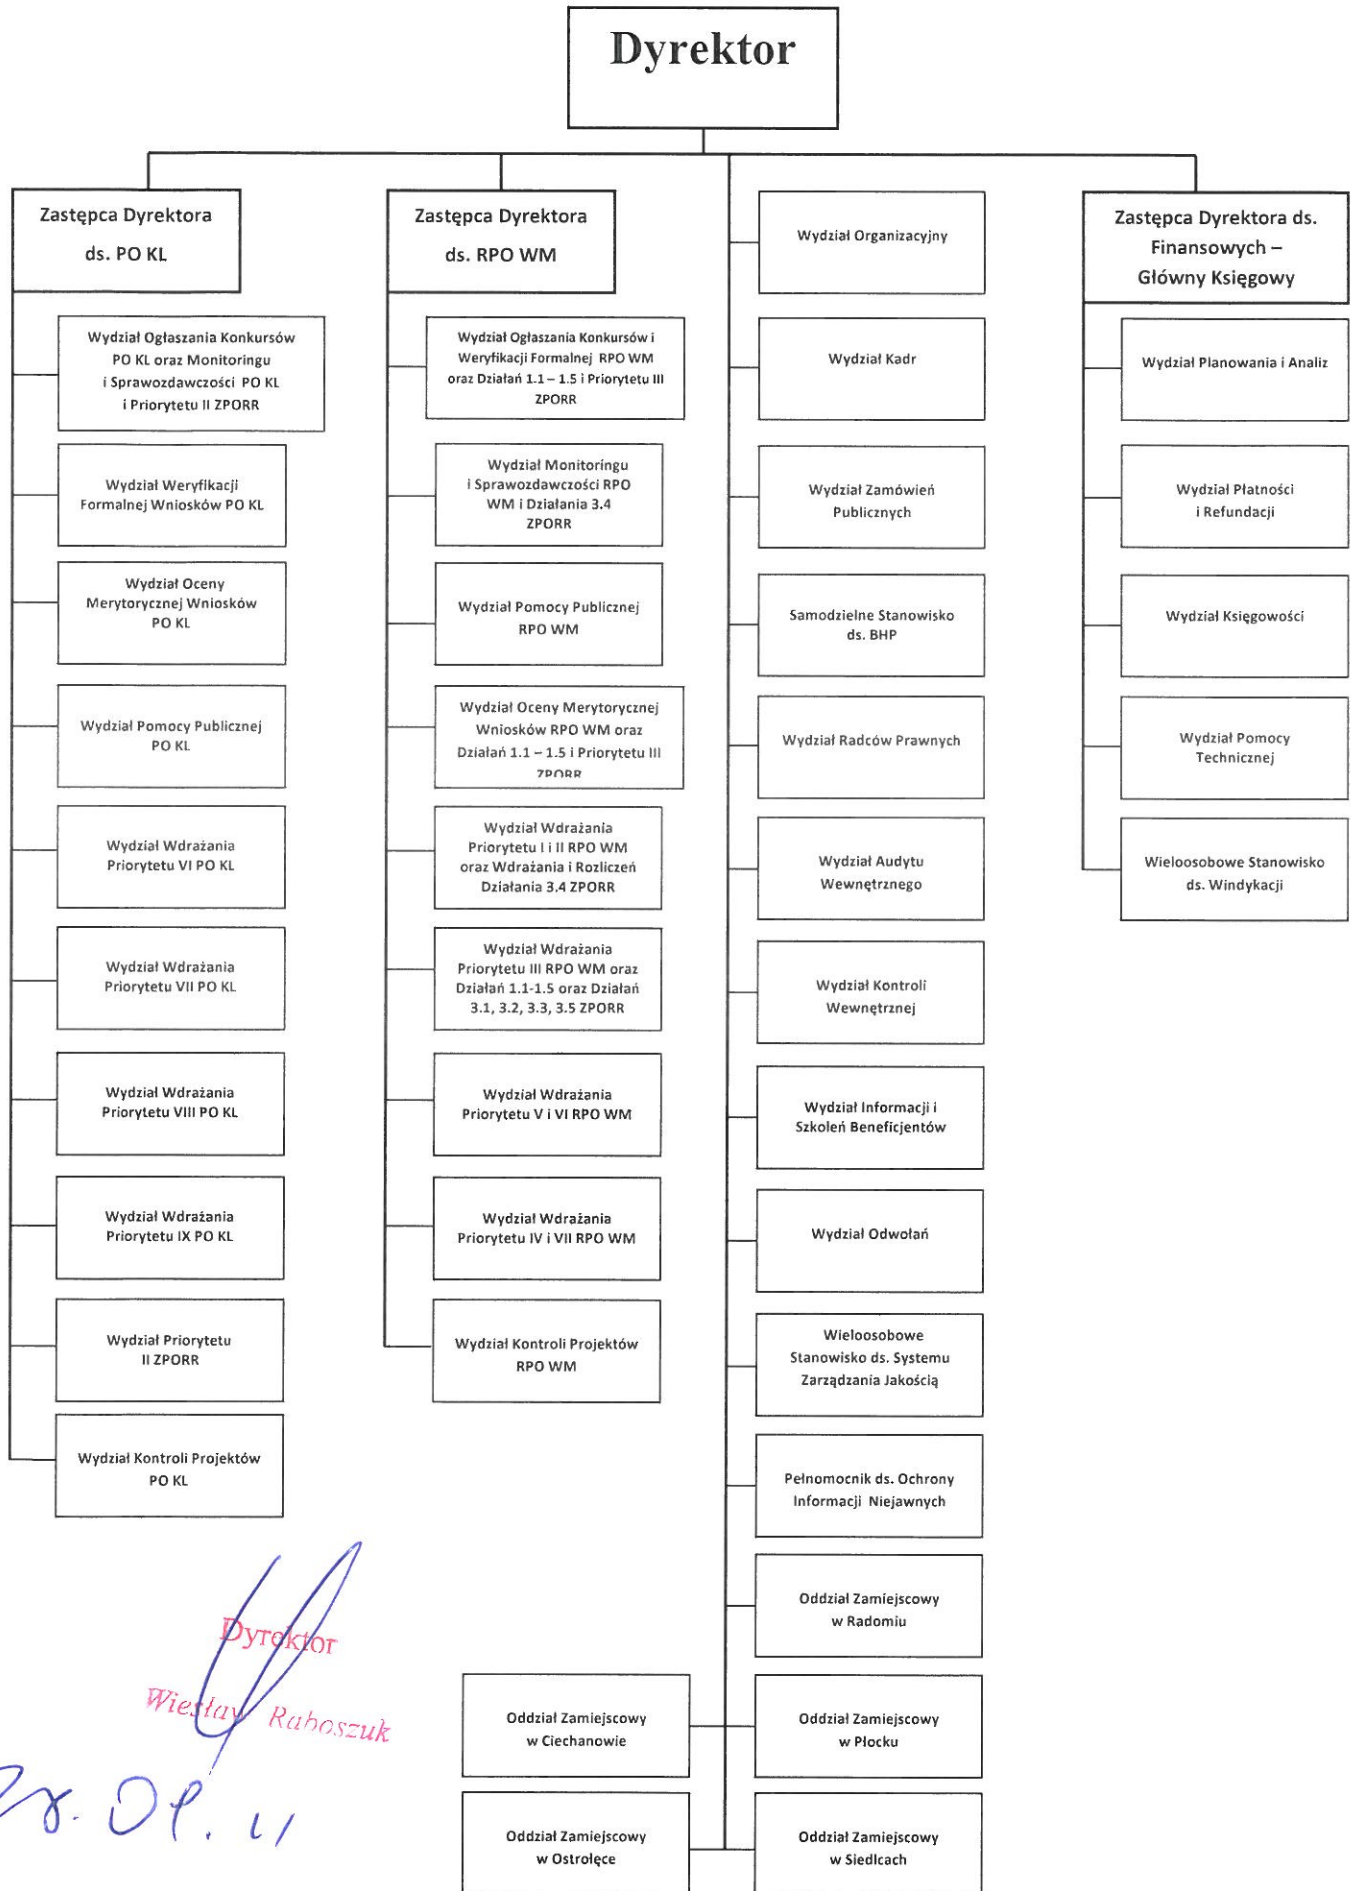 Dyrektor
Zastępca Dyrektora
ds. PO KL
Wydział Ogłaszania Konkursów
PO KL oraz Monitoringu
i Sprawozdawczości PO KL
i Priorytetu II ZPORR
Wydział Weryfikacji
Formalnej Wniosków PO KL
Wydział Oceny
Merytorycznej Wniosków
PO KL
Wydział Pomocy Publicznej
PO KL
Wydział Wdrażania
Priorytetu VI PO KL
Wydział Wdrażania
Priorytetu VII PO KL
Wydział Wdrażania
Priorytetu VIII PO KL
Wydział Wdrażania
Priorytetu IX PO KL
Wydział Priorytetu
II ZPORR
Wydział Kontroli Projektów
PO KL
Zastępca Dyrektora
ds. RPO WM
Wydział Ogłaszania Konkursów i
Weryfikacji Formalnej RPO WM
oraz Działań 1.1 – 1.5 i Priorytetu III
ZPORR
Wydział Monitoringu
i Sprawozdawczości RPO
WM i Działania 3.4
ZPORR
Wydział Pomocy Publicznej
RPO WM
Wydział Oceny Merytorycznej
Wniosków RPO WM oraz
Działań 1.1 – 1.5 i Priorytetu III
ZPORR
Wydział Wdrażania
Priorytetu I i II RPO WM
oraz Wdrażania i Rozliczeń
Działania 3.4 ZPORR
Wydział Wdrażania
Priorytetu III RPO WM oraz
Działań 1.1-1.5 oraz Działań
3.1, 3.2, 3.3, 3.5 ZPORR
Wydział Wdrażania
Priorytetu V i VI RPO WM
Wydział Wdrażania
Priorytetu IV i VII RPO WM
Wydział Kontroli Projektów
RPO WM
Wydział Organizacyjny
Wydział Kadr
Wydział Zamówień
Publicznych
Samodzielne Stanowisko
ds. BHP
Wydział Radców Prawnych
Wydział Audytu
Wewnętrznego
Wydział Kontroli
Wewnętrznej
Wydział Informacji i
Szkoleń Beneficjentów
Wydział Odwołań
Wieloosobowe
Stanowisko ds. Systemu
Zarządzania Jakością
Pełnomocnik ds. Ochrony
Informacji Niejawnych
Oddział Zamiejscowy
w Radomiu
Oddział Zamiejscowy
w Ciechanowie
Oddział Zamiejscowy
w Płocku
Oddział Zamiejscowy
w Ostrołęce
Oddział Zamiejscowy
w Siedlcach
Zastępca Dyrektora ds.
Finansowych –
Główny Księgowy
Wydział Planowania i Analiz
Wydział Płatności
i Refundacji
Wydział Księgowości
Wydział Pomocy
Technicznej
Wieloosobowe Stanowisko
ds. Windykacji
Dyrektor
Wiesław Raboszuk